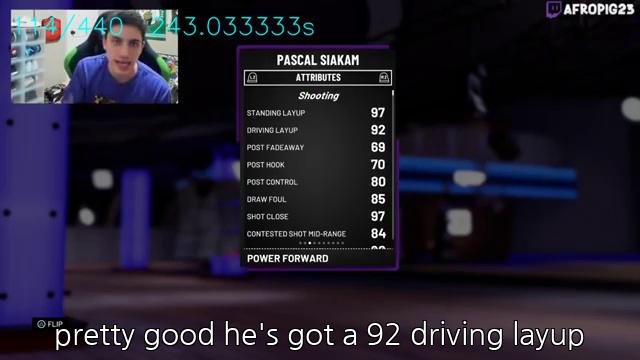 114/440 243.033333s
AFROPIG23
PASCAL SIAKAM
ATTRIBUTES
Shooting
STANDING LAYUP 97
DRIVING LAYUP 92
POST FADEAWAY 69
POST HOOK 70
POST CONTROL 80
DRAW FOUL 85
SHOT CLOSE 97
CONTESTED SHOT MID-RANGE 84
POWER FORWARD
FLIP
pretty good he's got a 92 driving layup